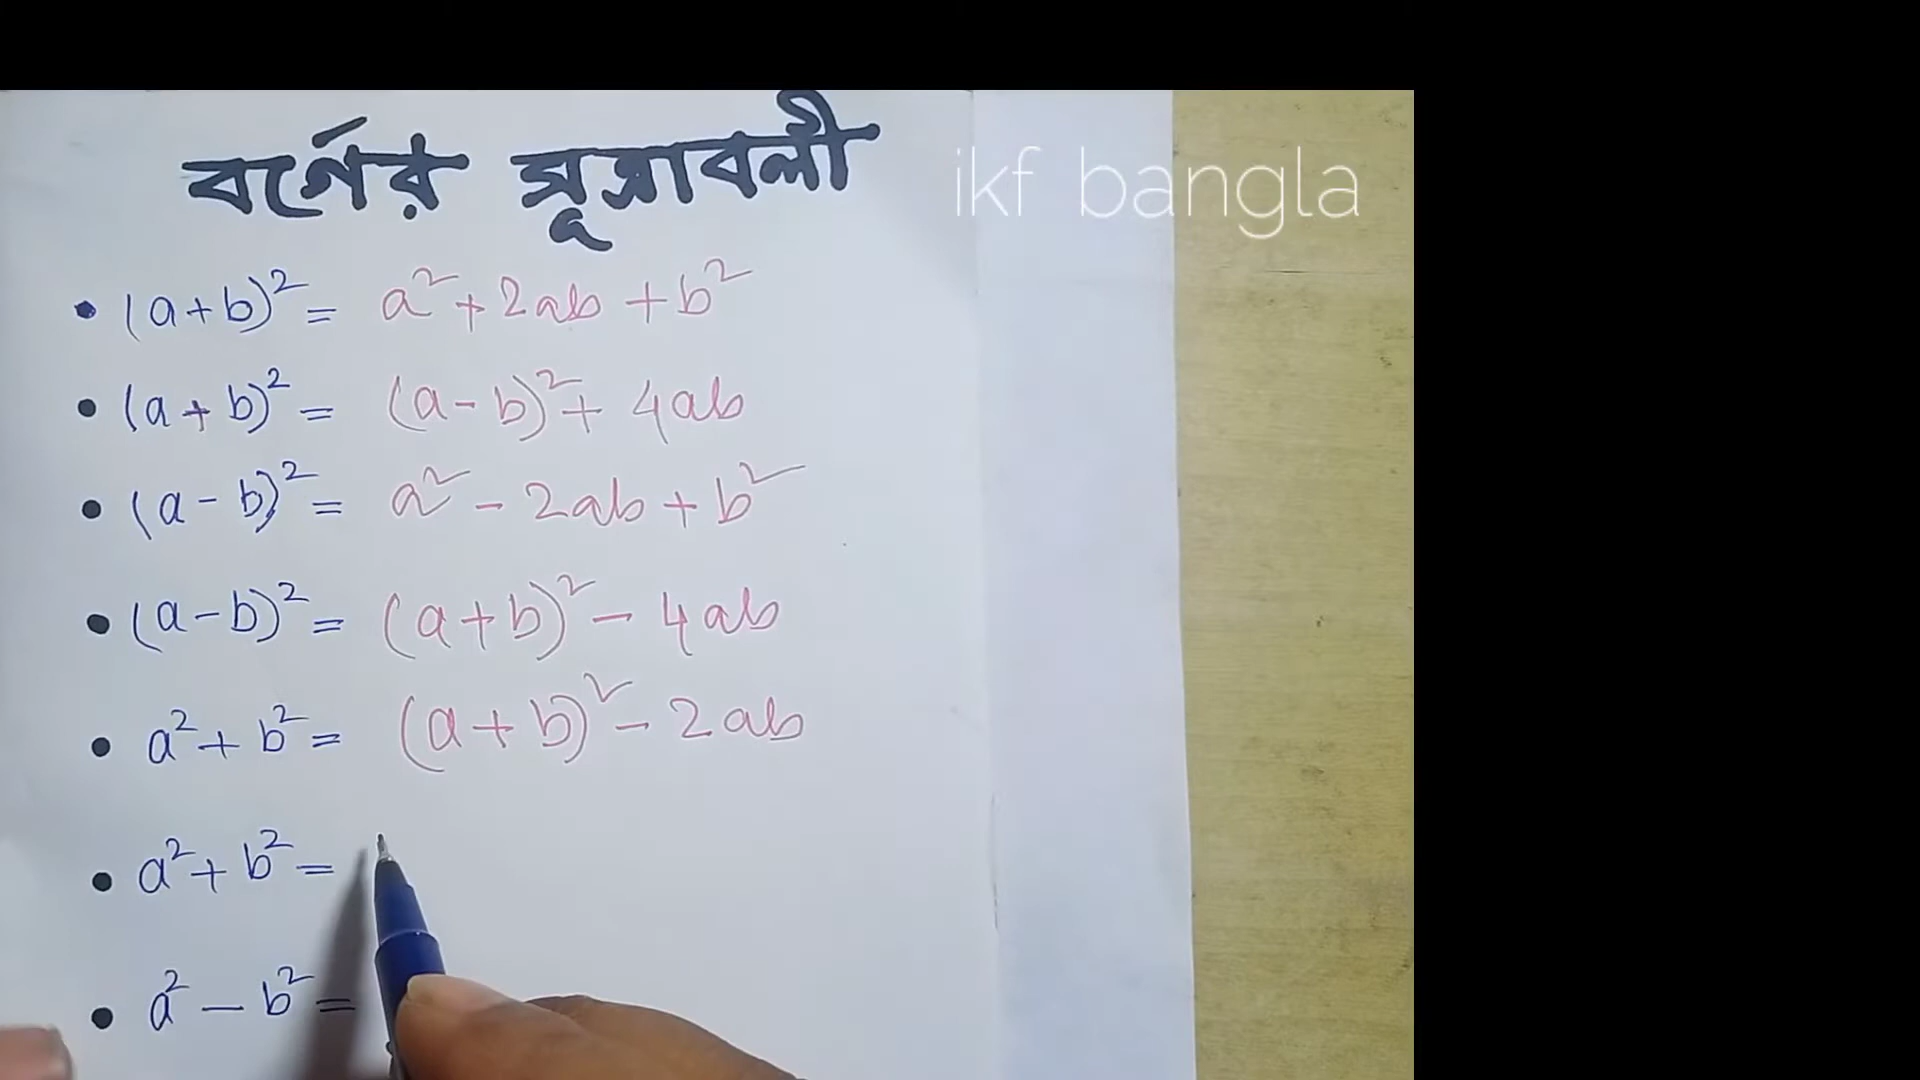 বর্গের সূত্রাবলী
ikf bangla
• (a+b)² = a² + 2ab + b²
• (a + b)² = (a - b)² + 4ab
• (a - b)² = a² - 2ab + b²
• (a - b)² = (a + b)² - 4ab
• a² + b² = (a + b)² - 2ab
• a² + b² =
• a² - b² =